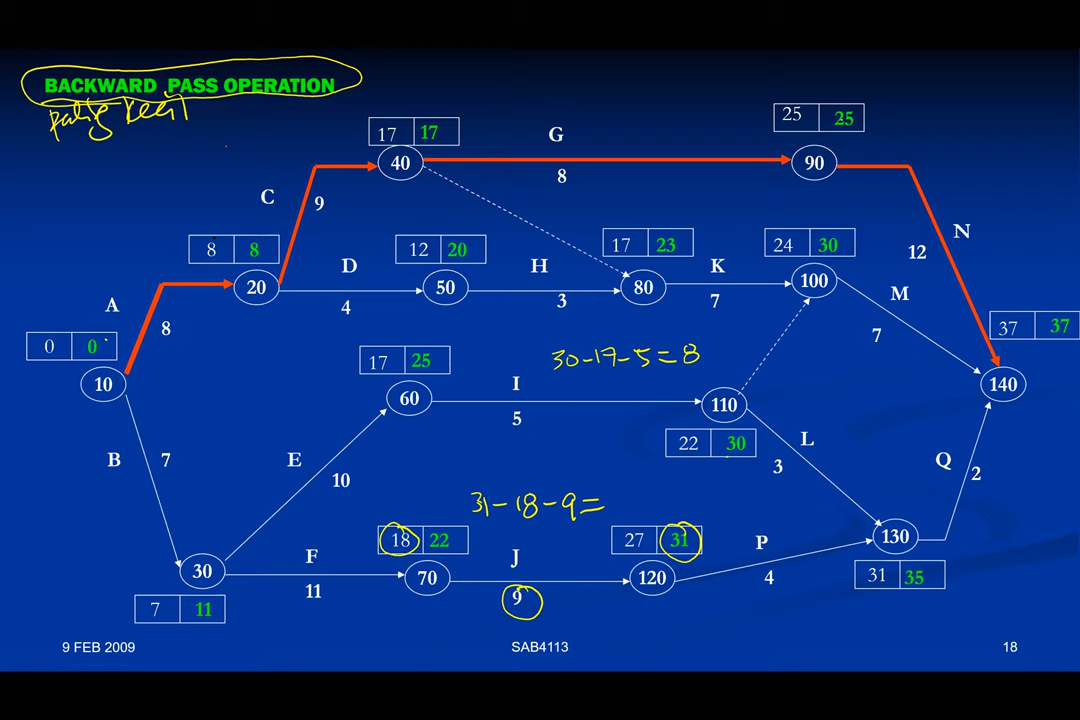 BACKWARD PASS OPERATION
paling kecil
17 17
G
25 25
40
90
8
C
9
N
12
8 8
12 20
17 23
24 30
D
H
K
20
50
80
100
4
3
7
M
7
A
8
37 37
0 0
17 25
30-17-5=8
10
60
I
110
140
5
22 30
L
3
B
7
E
10
Q
2
31-18-9=
18 22
27 31
P
130
F
J
30
70
120
4
11
9
31 35
7 11
9 FEB 2009
SAB4113
18